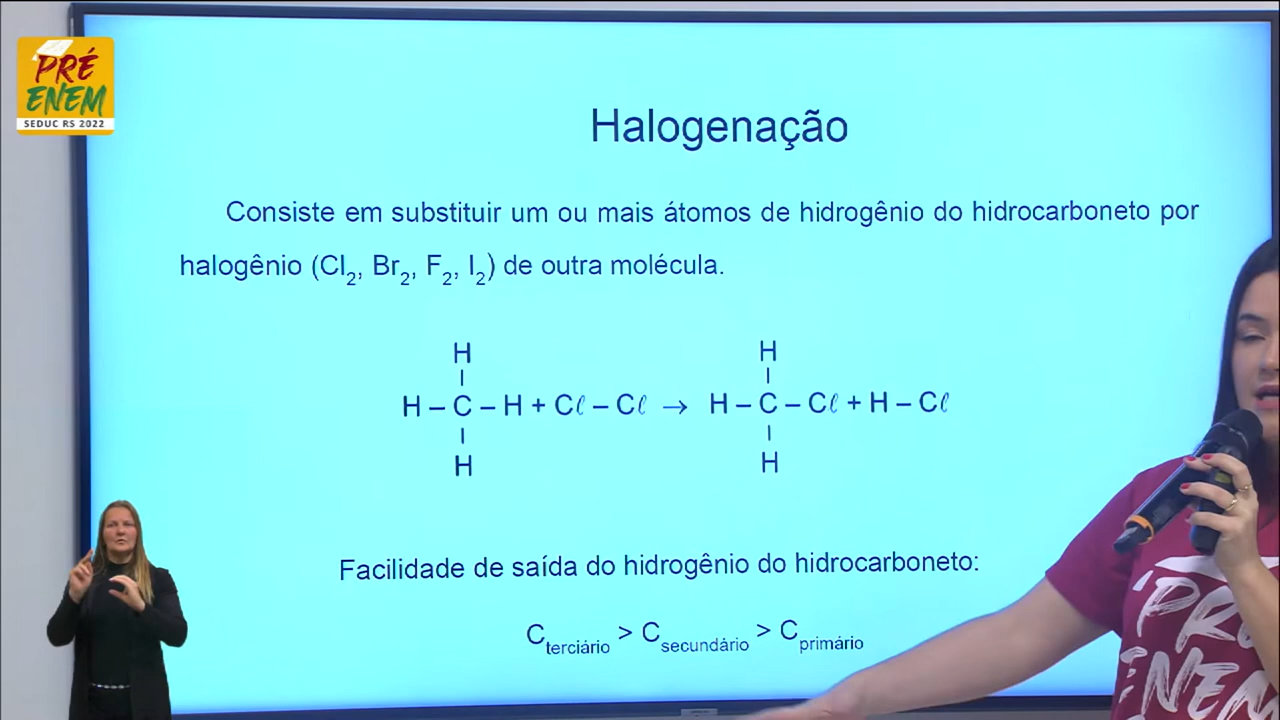 PRÉ
ENEM
SEDUC RS 2022
Halogenação
Consiste em substituir um ou mais átomos de hidrogênio do hidrocarboneto por
halogênio (Cl2, Br2, F2, I2) de outra molécula.
H H
H – C – H + Cℓ – Cℓ → H – C – Cℓ + H – Cℓ
H H
Facilidade de saída do hidrogênio do hidrocarboneto:
Cterciário > Csecundário > Cprimário
PRÉ
ENEM